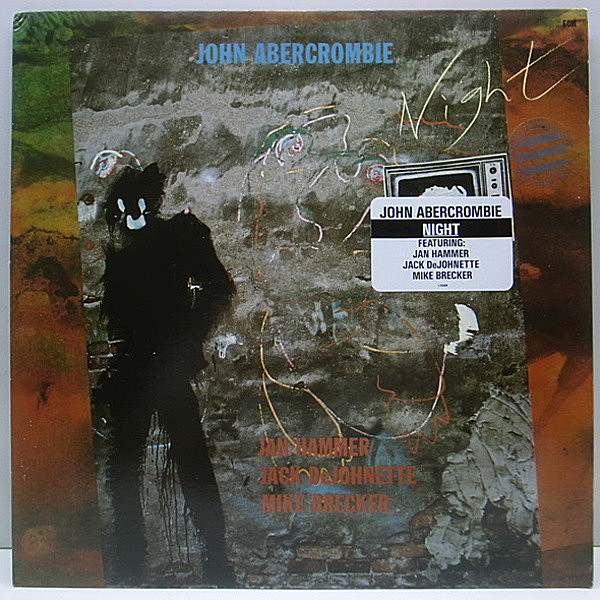 ECM
JOHN ABERCROMBIE
Night
JOHN ABERCROMBIE
NIGHT
FEATURING:
JAN HAMMER
JACK DeJOHNETTE
MIKE BRECKER
JAN HAMMER
JACK DeJOHNETTE
MIKE BRECKER